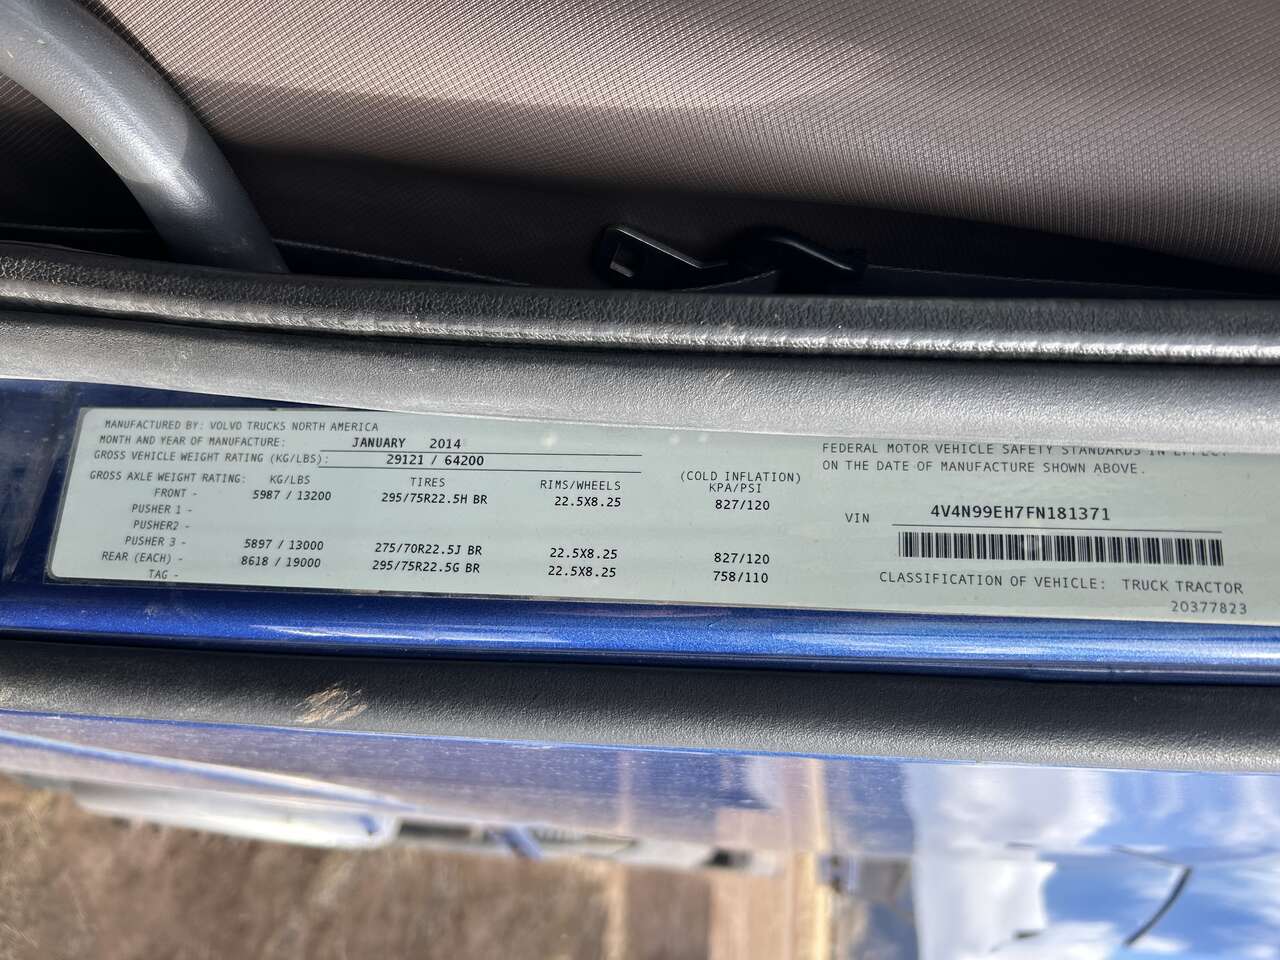 MANUFACTURED BY: VOLVO TRUCKS NORTH AMERICA
MONTH AND YEAR OF MANUFACTURE: JANUARY 2014
GROSS VEHICLE WEIGHT RATING (KG/LBS): 29121 / 64200
GROSS AXLE WEIGHT RATING: KG/LBS TIRES RIMS/WHEELS (COLD INFLATION) KPA/PSI
FRONT - 5987 / 13200 295/75R22.5H BR 22.5X8.25 827/120
PUSHER 1 -
PUSHER2 -
PUSHER 3 - 5897 / 13000 275/70R22.5J BR 22.5X8.25 827/120
REAR (EACH) - 8618 / 19000 295/75R22.5G BR 22.5X8.25 758/110
TAG -
FEDERAL MOTOR VEHICLE SAFETY STANDARDS IN EFFECT
ON THE DATE OF MANUFACTURE SHOWN ABOVE.
VIN 4V4N99EH7FN181371
CLASSIFICATION OF VEHICLE: TRUCK TRACTOR
20377823